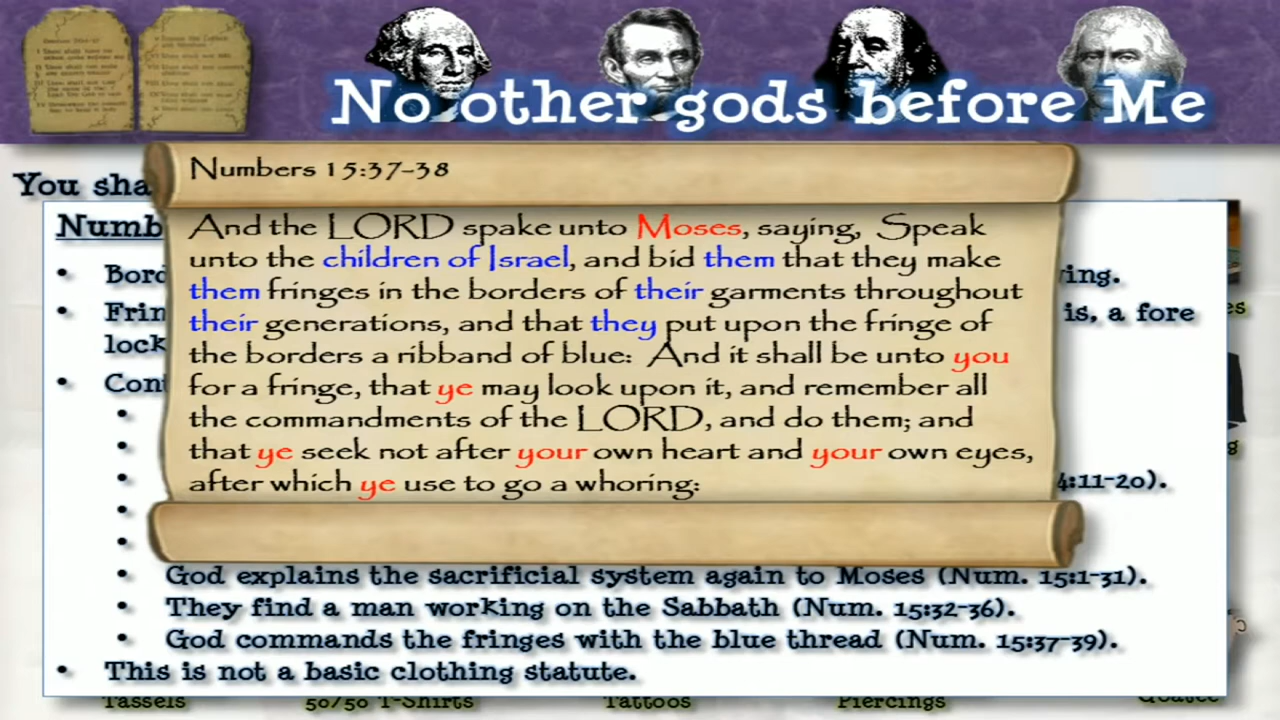 No other gods before Me
You sha
Numbers 15:37-38
Numb
And the LORD spake unto Moses, saying, Speak
unto the children of Israel, and bid them that they make
them fringes in the borders of their garments throughout
their generations, and that they put upon the fringe of
the borders a ribband of blue: And it shall be unto you
for a fringe, that ye may look upon it, and remember all
the commandments of the LORD, and do them; and
that ye seek not after your own heart and your own eyes,
after which ye use to go a whoring:
• Bord ing.
• Frin is, a fore
lock
• Cont
4:11-20).
• God explains the sacrificial system again to Moses (Num. 15:1-31).
• They find a man working on the Sabbath (Num. 15:32-36).
• God commands the fringes with the blue thread (Num. 15:37-39).
• This is not a basic clothing statute.
Tassels 50/50 T-Shirts Tattoos Piercings Goatee